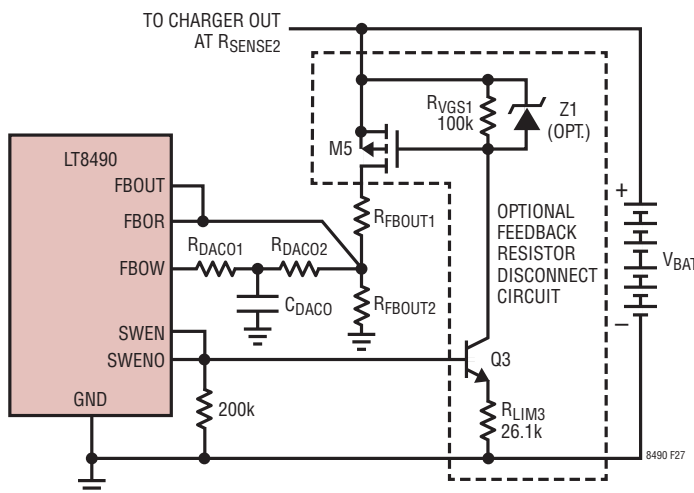 TO CHARGER OUT
AT RSENSE2
LT8490
FBOUT
FBOR
FBOW
SWEN
SWENO
GND
RDACO1
RDACO2
CDACO
200k
M5
RVGS1
100k
Z1
(OPT.)
RFBOUT1
RFBOUT2
OPTIONAL
FEEDBACK
RESISTOR
DISCONNECT
CIRCUIT
Q3
RLIM3
26.1k
+
VBAT
–
8490 F27